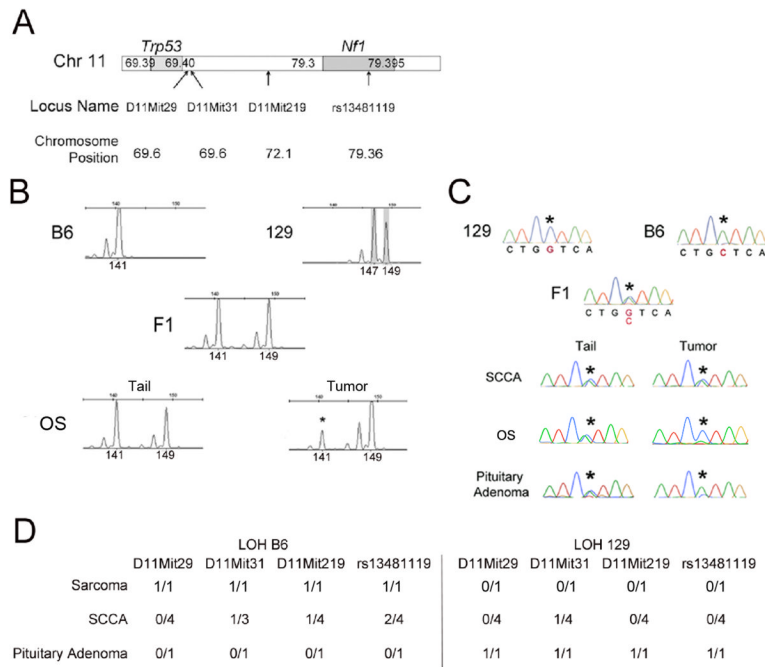 A
Trp53 Nf1
Chr 11 69.39 69.40 79.3 79.395
Locus Name D11Mit29 D11Mit31 D11Mit219 rs13481119
Chromosome
Position 69.6 69.6 72.1 79.36
B
B6 129
141 147 149
F1
141 149
Tail Tumor
OS
*
141 149 141 149
C
129 * B6 *
C T G G T C A C T G C T C A
F1 *
C T G G T C A
C
Tail Tumor
SCCA * *
OS * *
Pituitary
Adenoma * *
D
LOH B6 LOH 129
D11Mit29 D11Mit31 D11Mit219 rs13481119 D11Mit29 D11Mit31 D11Mit219 rs13481119
Sarcoma 1/1 1/1 1/1 1/1 0/1 0/1 0/1 0/1
SCCA 0/4 1/3 1/4 2/4 0/4 1/4 0/4 0/4
Pituitary Adenoma 0/1 0/1 0/1 0/1 1/1 1/1 1/1 1/1